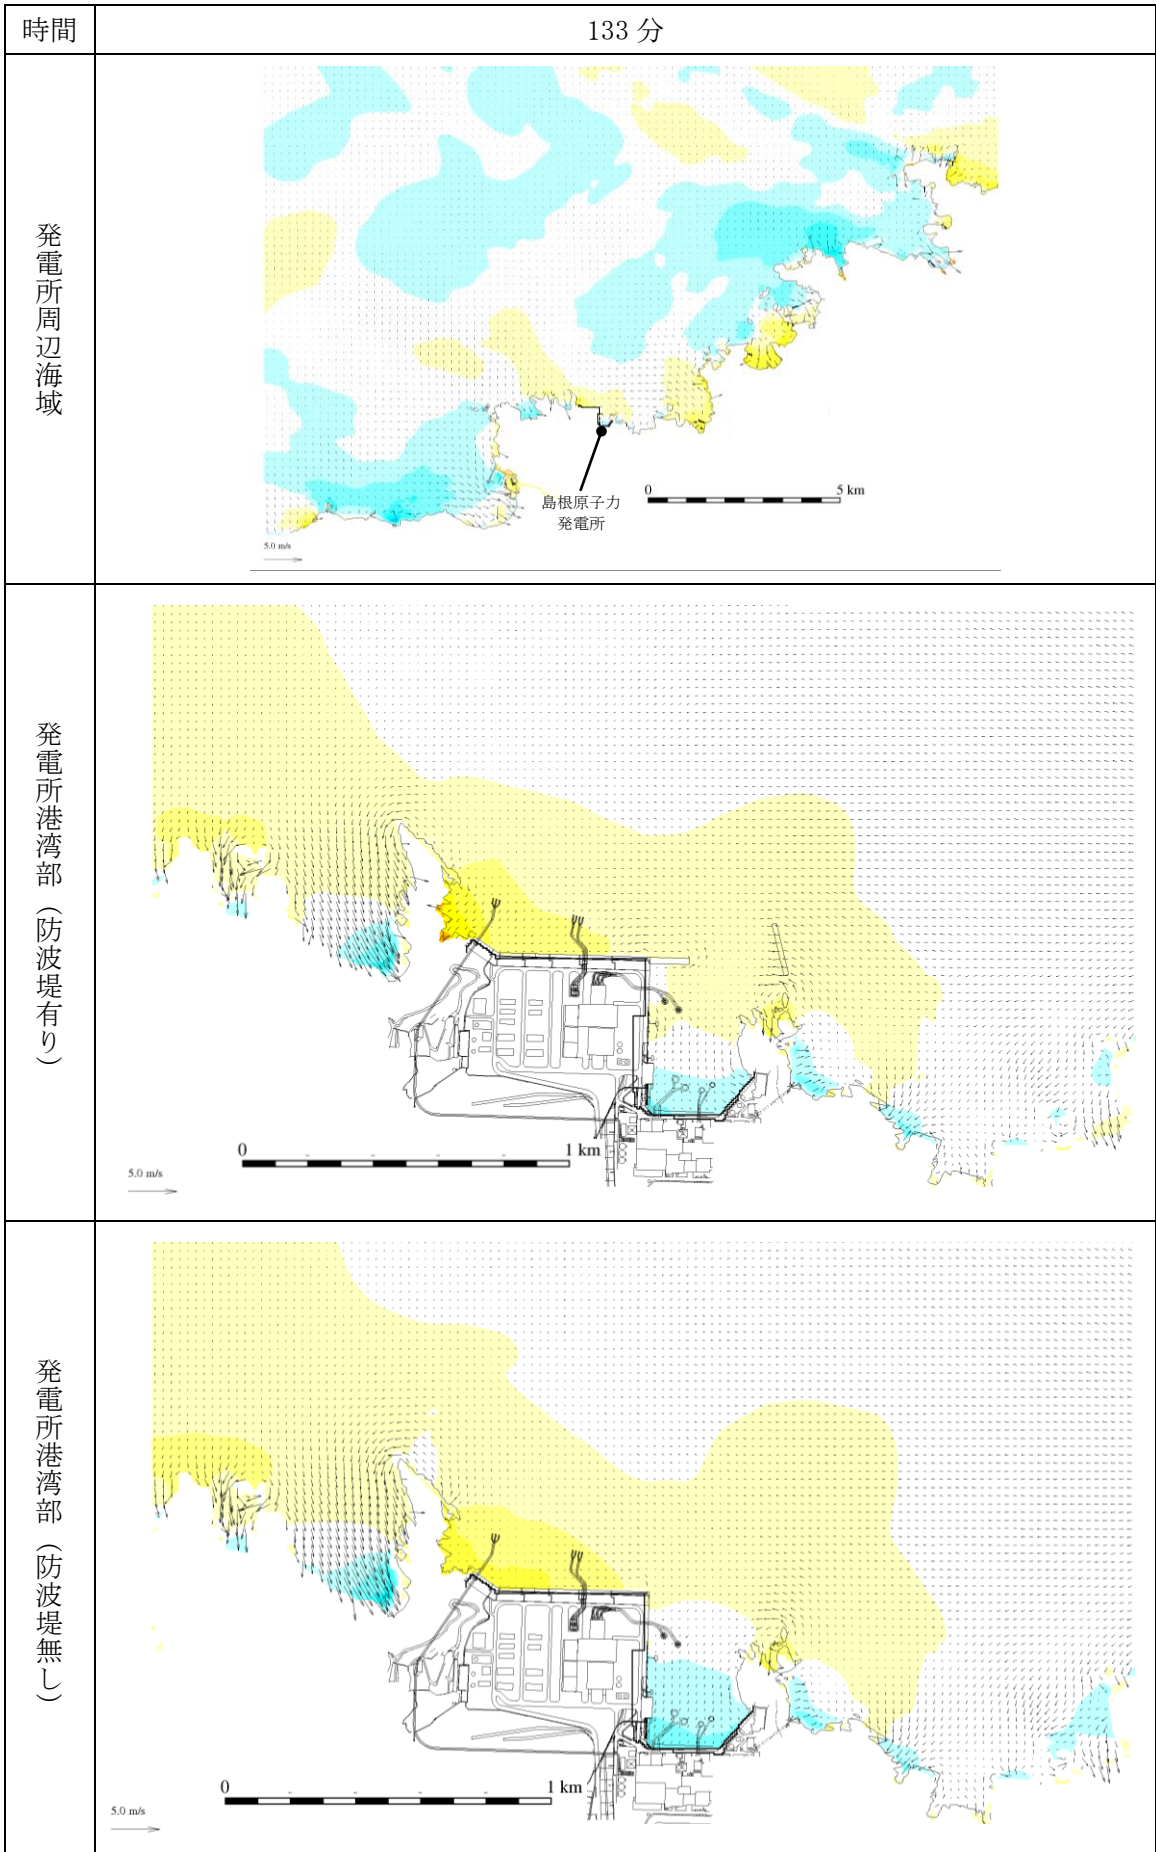 時間
133 分
発電所周辺海域
島根原子力
発電所
0
5 km
5.0 m/s
発電所港湾部（防波堤有り）
0
1 km
5.0 m/s
発電所港湾部（防波堤無し）
0
1 km
5.0 m/s